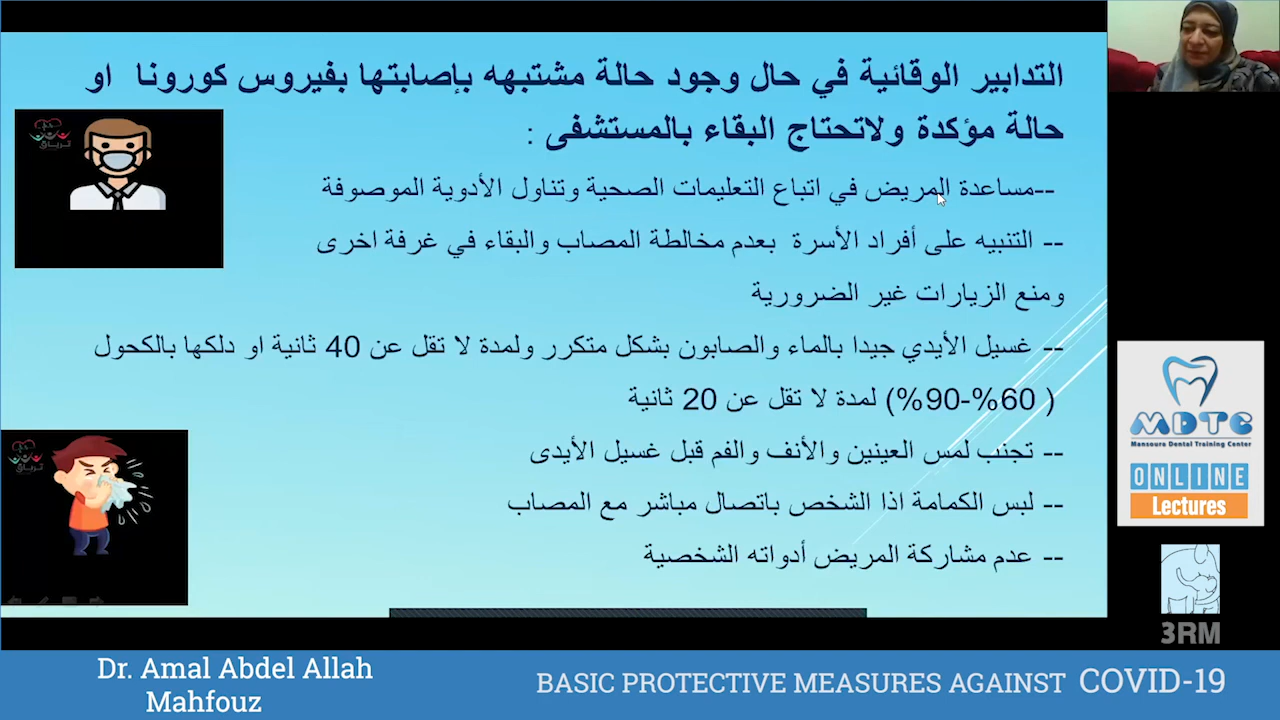 التدابير الوقائية في حال وجود حالة مشتبهه بإصابتها بفيروس كورونا او
حالة مؤكدة ولاتحتاج البقاء بالمستشفى :
--مساعدة المريض في اتباع التعليمات الصحية وتناول الأدوية الموصوفة
-- التنبيه على أفراد الأسرة بعدم مخالطة المصاب والبقاء في غرفة اخرى
ومنع الزيارات غير الضرورية
-- غسيل الأيدي جيدا بالماء والصابون بشكل متكرر ولمدة لا تقل عن 40 ثانية او دلكها بالكحول
( 60%-90%) لمدة لا تقل عن 20 ثانية
-- تجنب لمس العينين والأنف والفم قبل غسيل الأيدى
-- لبس الكمامة اذا الشخص باتصال مباشر مع المصاب
-- عدم مشاركة المريض أدواته الشخصية
ترياق
ترياق
MDTC
Mansoura Dental Training Center
ONLINE
Lectures
3RM
Dr. Amal Abdel Allah
Mahfouz
BASIC PROTECTIVE MEASURES AGAINST COVID-19